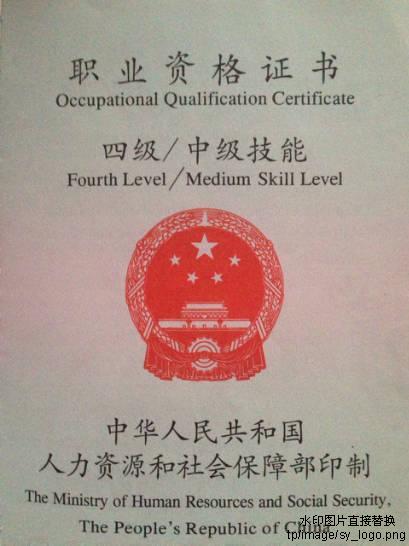 职业资格证书
Occupational Qualification Certificate
四级/中级技能
Fourth Level/Medium Skill Level
中华人民共和国
人力资源和社会保障部印制
The Ministry of Human Resources and Social Security,
The People's Republic of China
水印图片直接替换
tp/image/sy_logo.png